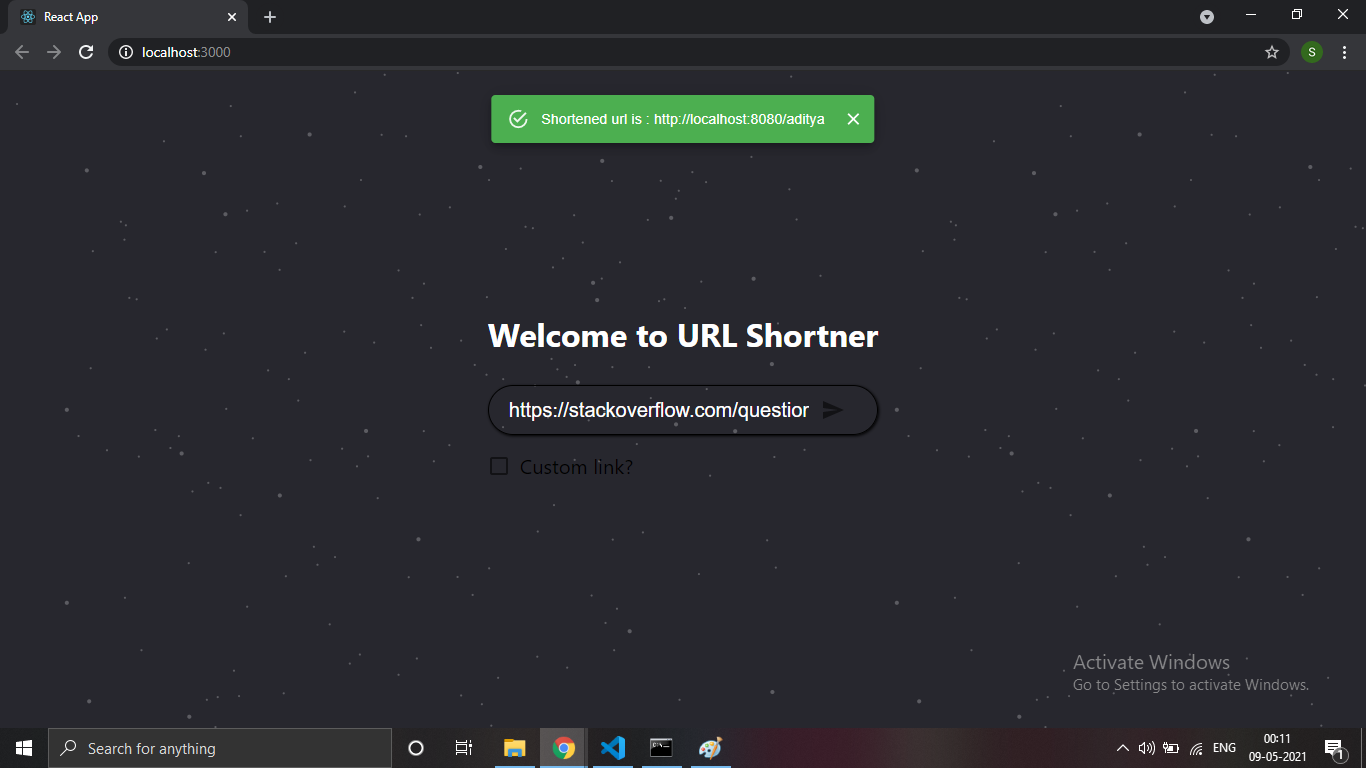 React App
localhost:3000
S
Shortened url is : http://localhost:8080/aditya
Welcome to URL Shortner
https://stackoverflow.com/question
Custom link?
Activate Windows
Go to Settings to activate Windows.
Search for anything
ENG
00:11
09-05-2021
1